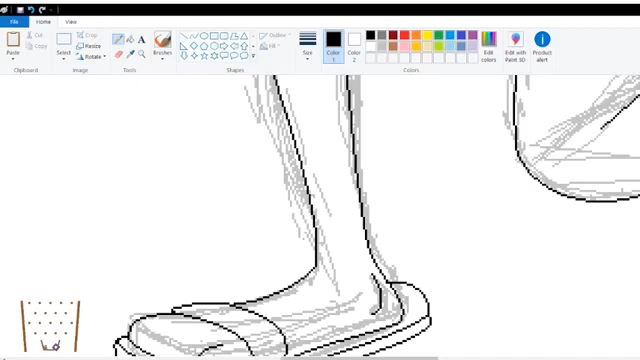 File Home View
Paste Cut Copy Select Crop Resize Rotate Brushes Outline Fill Size Color 1 Color 2 Edit colors Edit with Paint 3D Product alert
Clipboard Image Tools Shapes Colors